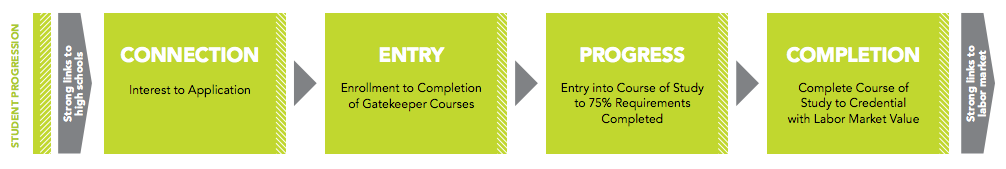 STUDENT PROGRESSION
Strong links to
high schools
CONNECTION
Interest to Application
ENTRY
Enrollment to Completion
of Gatekeeper Courses
PROGRESS
Entry into Course of Study
to 75% Requirements
Completed
COMPLETION
Complete Course of
Study to Credential
with Labor Market Value
Strong links to
labor market